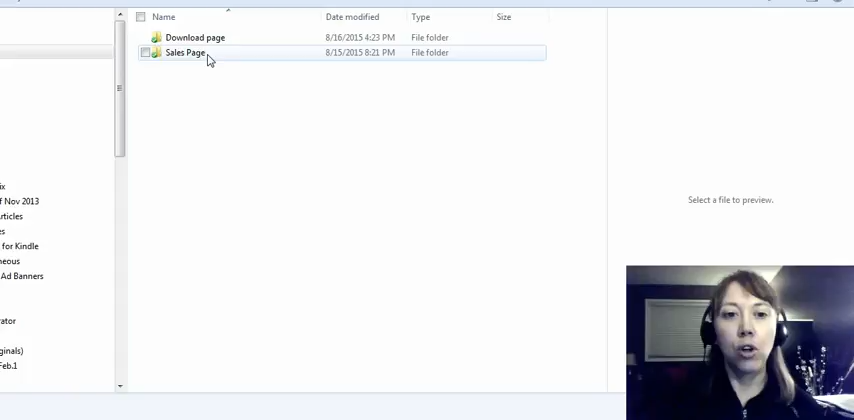 Name Date modified Type Size
Download page 8/16/2015 4:23 PM File folder
Sales Page 8/15/2015 8:21 PM File folder
ix
f Nov 2013
Articles
es
for Kindle
neous
Ad Banners
rator
ginals)
Feb.1
Select a file to preview.